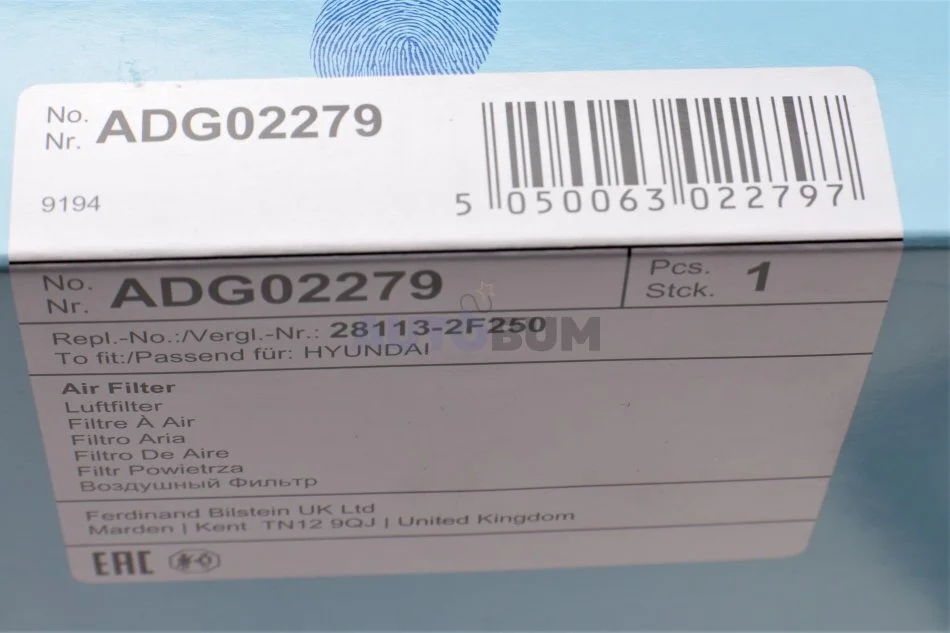 No. ADG02279
Nr.
9194
5 050063 022797
No. ADG02279
Nr.
Pcs. 1
Stck.
Repl.-No.:/Vergl.-Nr.: 28113-2F250
To fit:/Passend für: HYUNDAI
AUTOBUM
Air Filter
Luftfilter
Filtre À Air
Filtro Aria
Filtro De Aire
Filtr Powietrza
Воздушный Фильтр
Ferdinand Bilstein UK Ltd
Marden | Kent TN12 9QJ | United Kingdom
EAC